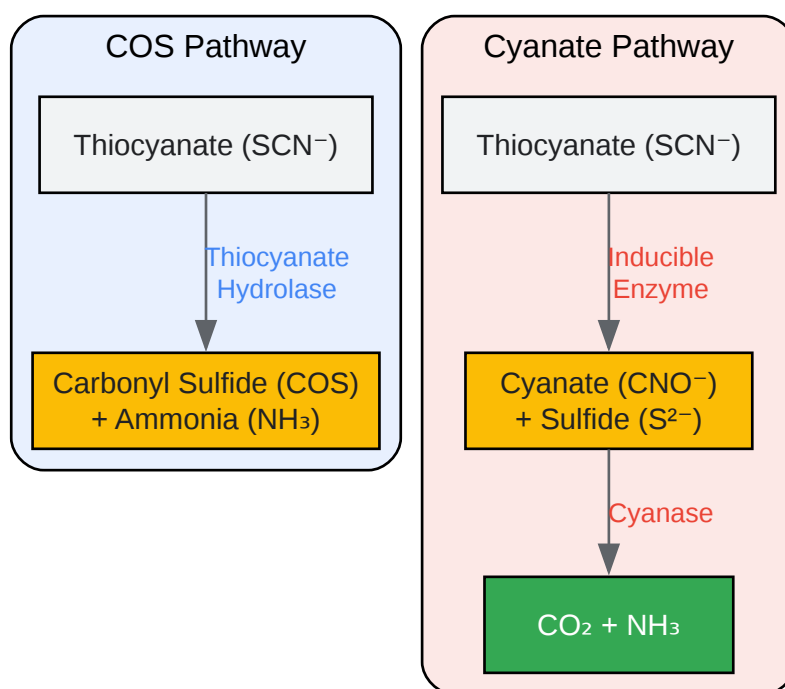 COS Pathway
Thiocyanate (SCN⁻)
Thiocyanate
Hydrolase
Carbonyl Sulfide (COS)
+ Ammonia (NH₃)
Cyanate Pathway
Thiocyanate (SCN⁻)
Inducible
Enzyme
Cyanate (CNO⁻)
+ Sulfide (S²⁻)
Cyanase
CO₂ + NH₃